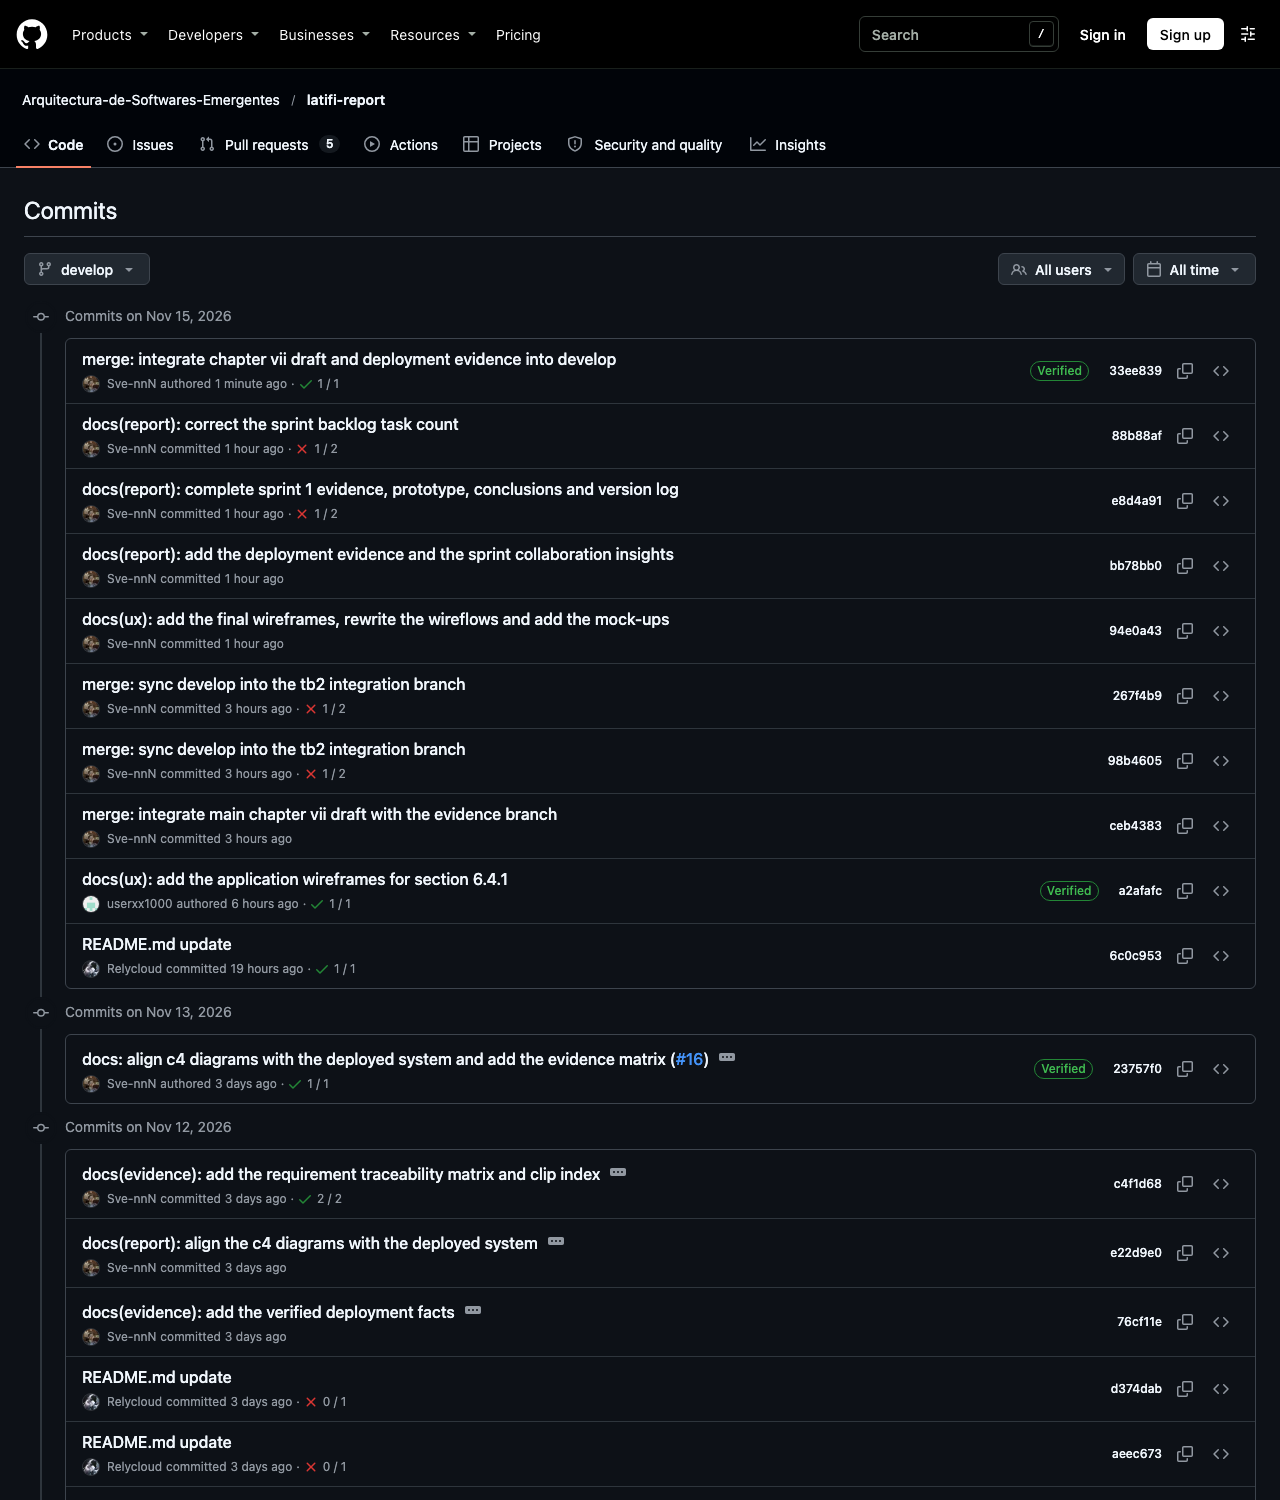 Products Developers Businesses Resources Pricing Search / Sign in Sign up
Arquitectura-de-Softwares-Emergentes / latifi-report
Code Issues Pull requests 5 Actions Projects Security and quality Insights
Commits
develop All users All time
Commits on Nov 15, 2026
merge: integrate chapter vii draft and deployment evidence into develop
Sve-nnN authored 1 minute ago · 1 / 1 Verified 33ee839
docs(report): correct the sprint backlog task count
Sve-nnN committed 1 hour ago · 1 / 2 88b88af
docs(report): complete sprint 1 evidence, prototype, conclusions and version log
Sve-nnN committed 1 hour ago · 1 / 2 e8d4a91
docs(report): add the deployment evidence and the sprint collaboration insights
Sve-nnN committed 1 hour ago bb78bb0
docs(ux): add the final wireframes, rewrite the wireflows and add the mock-ups
Sve-nnN committed 1 hour ago 94e0a43
merge: sync develop into the tb2 integration branch
Sve-nnN committed 3 hours ago · 1 / 2 267f4b9
merge: sync develop into the tb2 integration branch
Sve-nnN committed 3 hours ago · 1 / 2 98b4605
merge: integrate main chapter vii draft with the evidence branch
Sve-nnN committed 3 hours ago ceb4383
docs(ux): add the application wireframes for section 6.4.1
userxx1000 authored 6 hours ago · 1 / 1 Verified a2afafc
README.md update
Relycloud committed 19 hours ago · 1 / 1 6c0c953
Commits on Nov 13, 2026
docs: align c4 diagrams with the deployed system and add the evidence matrix (#16)
Sve-nnN authored 3 days ago · 1 / 1 Verified 23757f0
Commits on Nov 12, 2026
docs(evidence): add the requirement traceability matrix and clip index
Sve-nnN committed 3 days ago · 2 / 2 c4f1d68
docs(report): align the c4 diagrams with the deployed system
Sve-nnN committed 3 days ago e22d9e0
docs(evidence): add the verified deployment facts
Sve-nnN committed 3 days ago 76cf11e
README.md update
Relycloud committed 3 days ago · 0 / 1 d374dab
README.md update
Relycloud committed 3 days ago · 0 / 1 aeec673